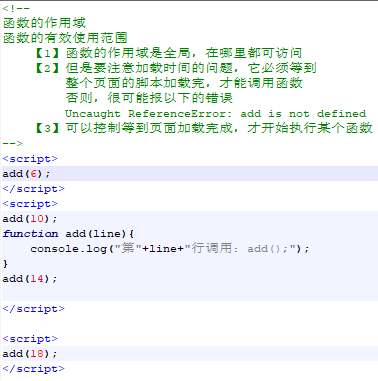 <!--
函数的作用域
函数的有效使用范围
    【1】函数的作用域是全局，在哪里都可访问
    【2】但是要注意加载时间的问题，它必须等到
         整个页面的脚本加载完，才能调用函数
         否则，很可能报以下的错误
         Uncaught ReferenceError: add is not defined
    【3】可以控制等到页面加载完成，才开始执行某个函数
-->
<script>
add(6);
</script>
<script>
add(10);
function add(line){
    console.log("第"+line+"行调用：add();");
}
add(14);

</script>

<script>
add(18);
</script>